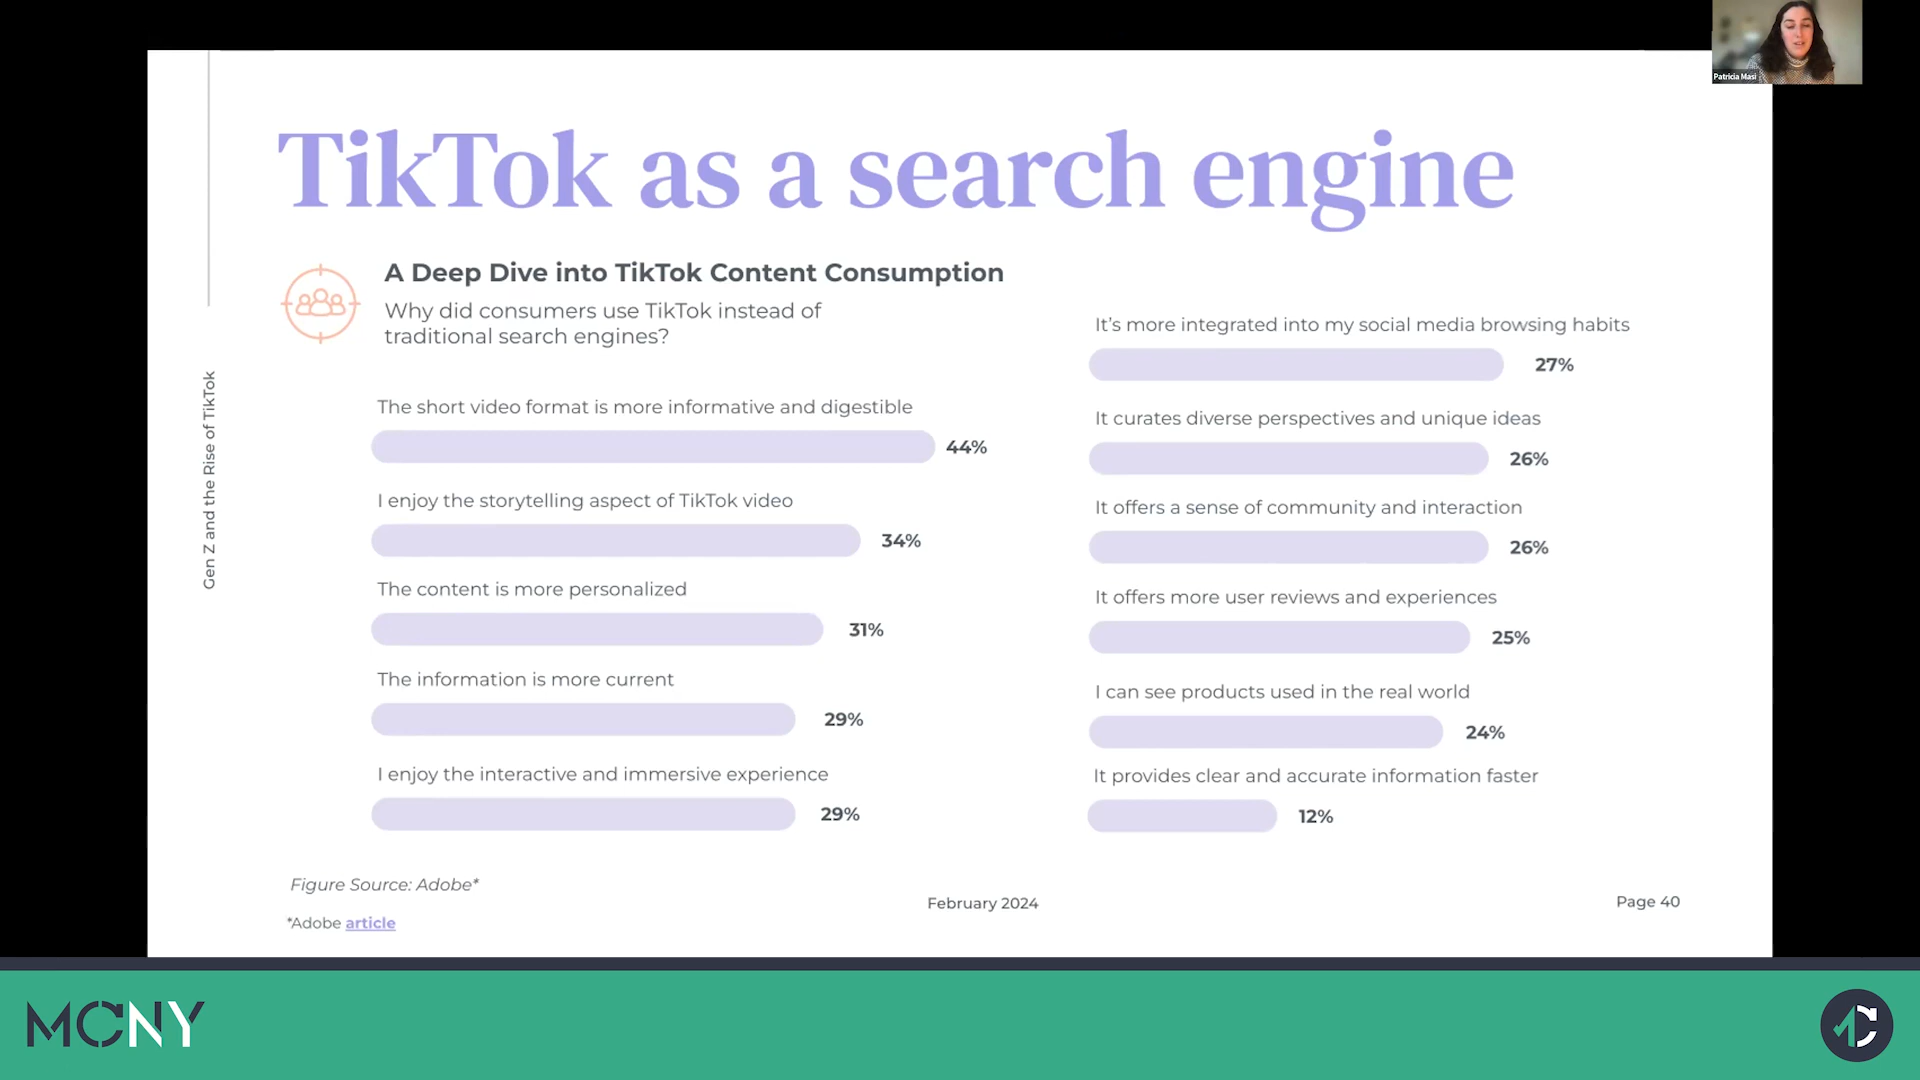 Patricia Masi
TikTok as a search engine
A Deep Dive into TikTok Content Consumption
Why did consumers use TikTok instead of
traditional search engines?
Gen Z and the Rise of TikTok
The short video format is more informative and digestible
44%
I enjoy the storytelling aspect of TikTok video
34%
The content is more personalized
31%
The information is more current
29%
I enjoy the interactive and immersive experience
29%
It’s more integrated into my social media browsing habits
27%
It curates diverse perspectives and unique ideas
26%
It offers a sense of community and interaction
26%
It offers more user reviews and experiences
25%
I can see products used in the real world
24%
It provides clear and accurate information faster
12%
Figure Source: Adobe*
*Adobe article
February 2024
Page 40
MCNY